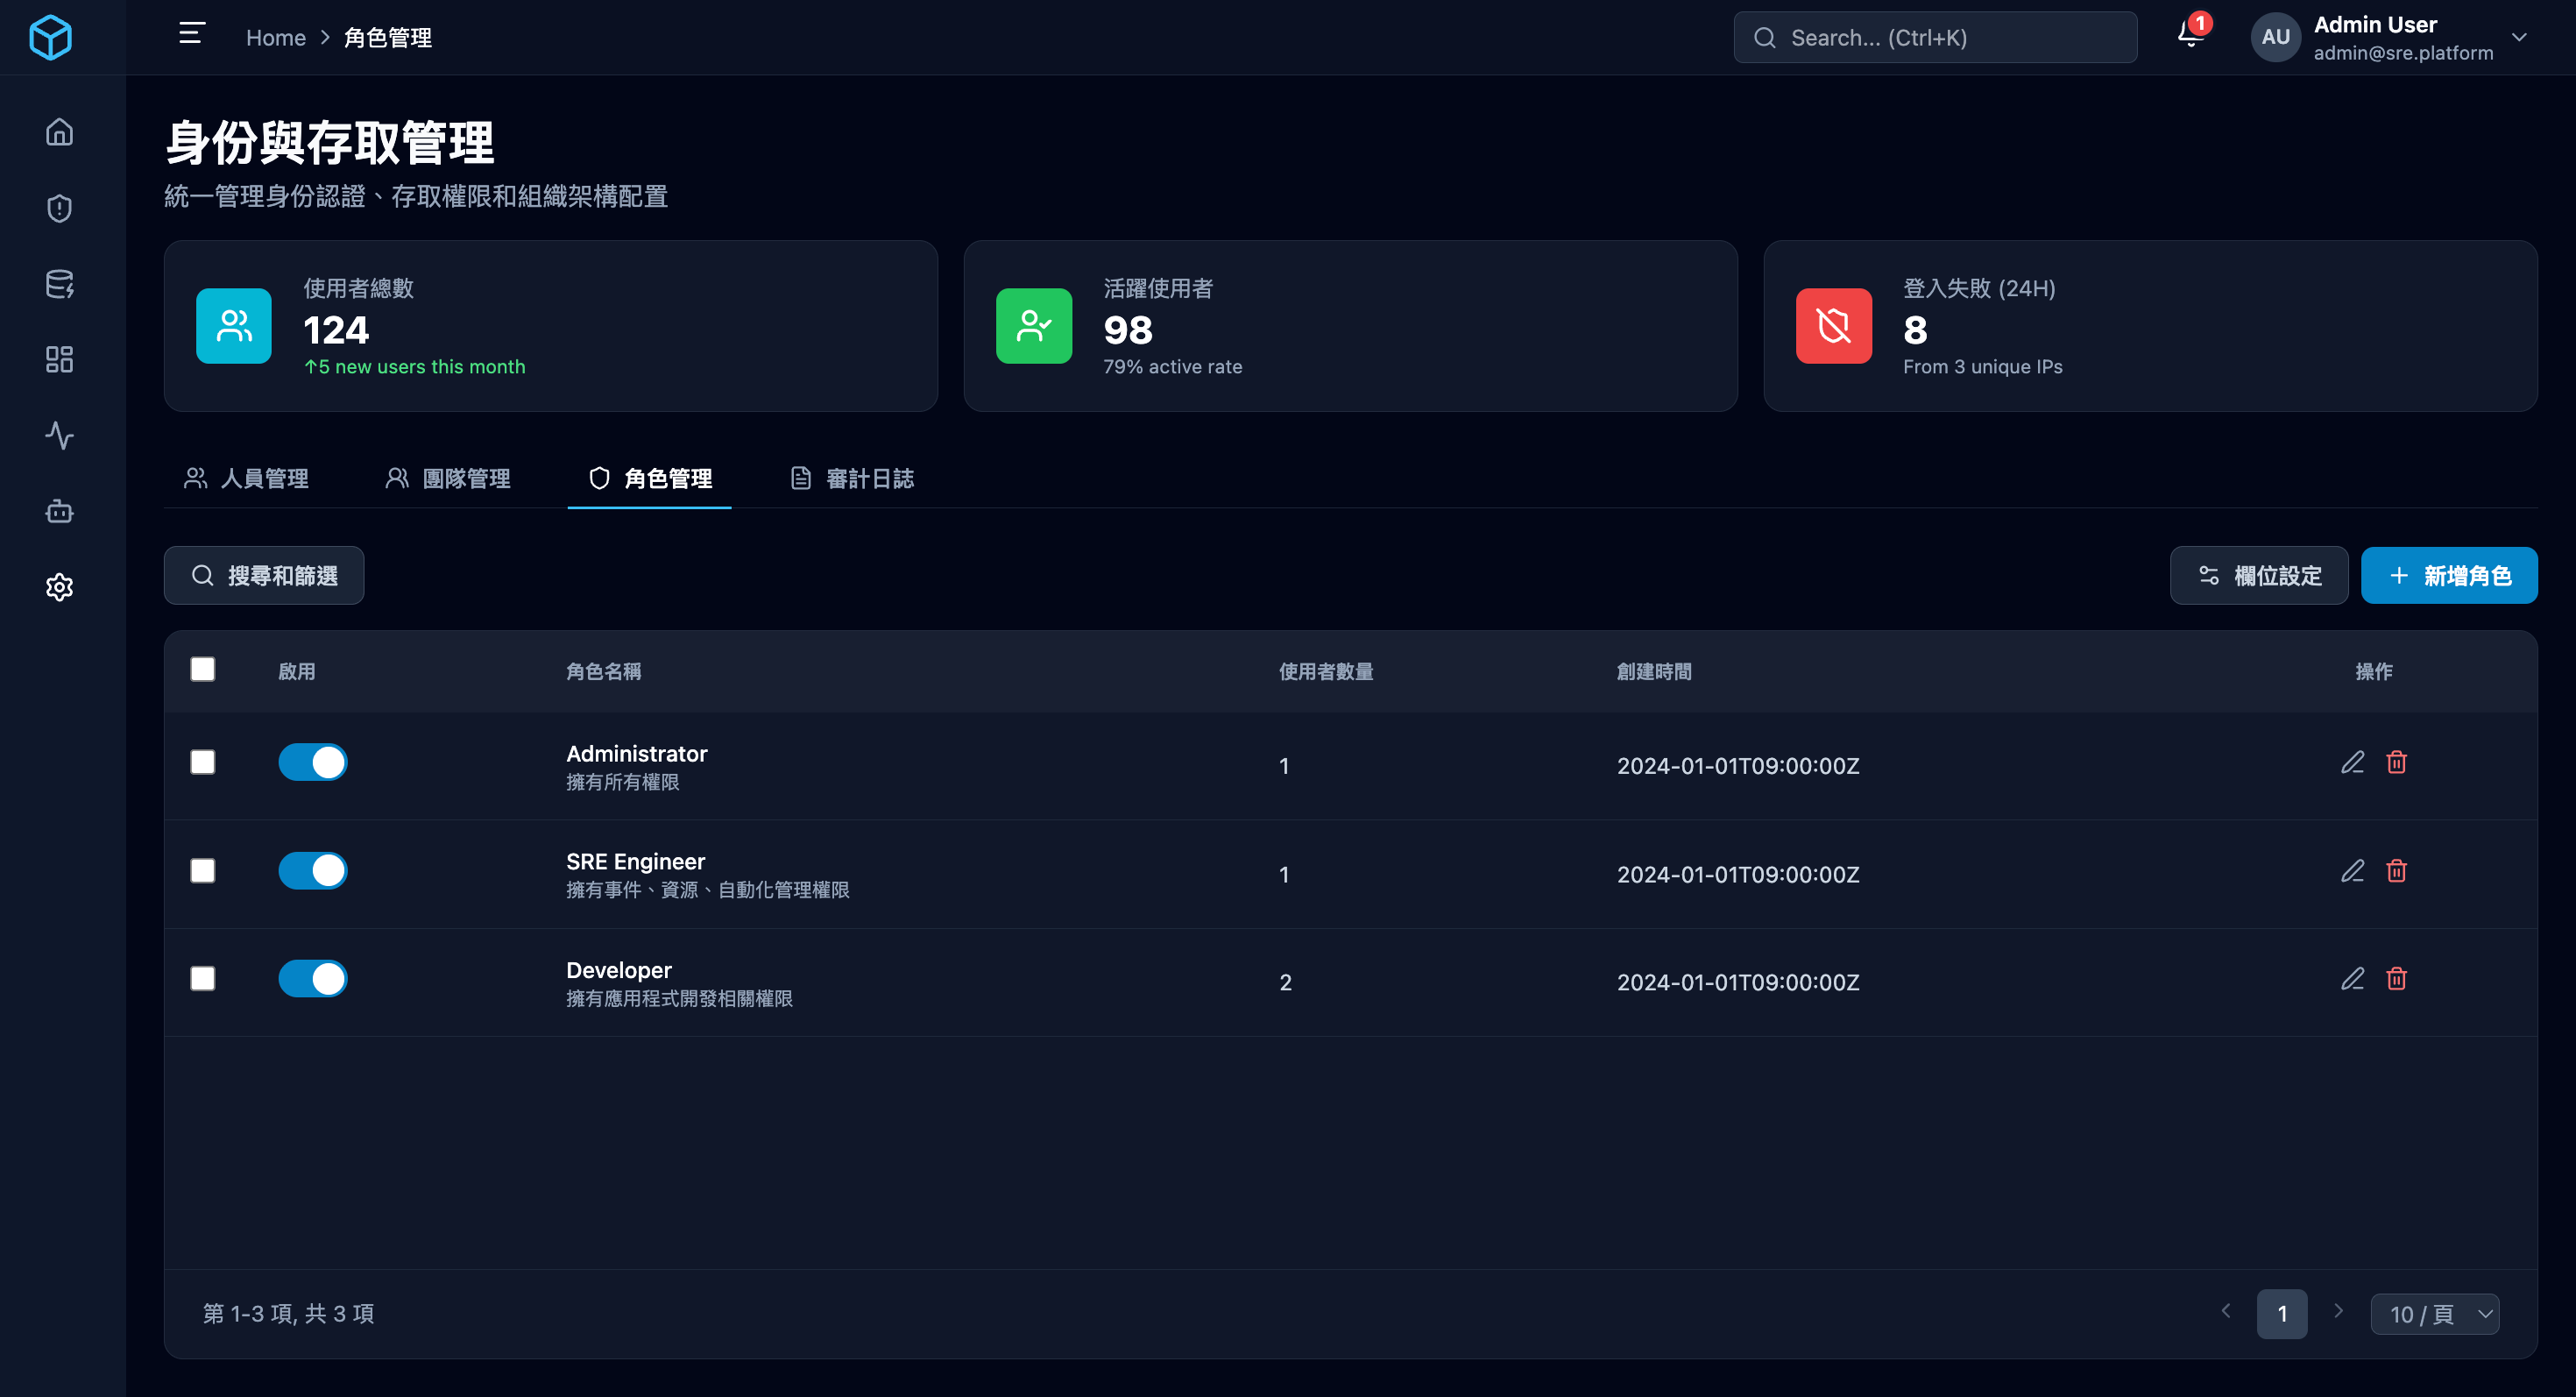 Home > 角色管理
Search... (Ctrl+K)
1
AU
Admin User
admin@sre.platform
身份與存取管理
統一管理身份認證、存取權限和組織架構配置
使用者總數
124
↑5 new users this month
活躍使用者
98
79% active rate
登入失敗 (24H)
8
From 3 unique IPs
人員管理
團隊管理
角色管理
審計日誌
搜尋和篩選
欄位設定
新增角色
啟用 角色名稱 使用者數量 創建時間 操作
Administrator
擁有所有權限
1
2024-01-01T09:00:00Z
SRE Engineer
擁有事件、資源、自動化管理權限
1
2024-01-01T09:00:00Z
Developer
擁有應用程式開發相關權限
2
2024-01-01T09:00:00Z
第 1-3 項, 共 3 項
1
10 / 頁